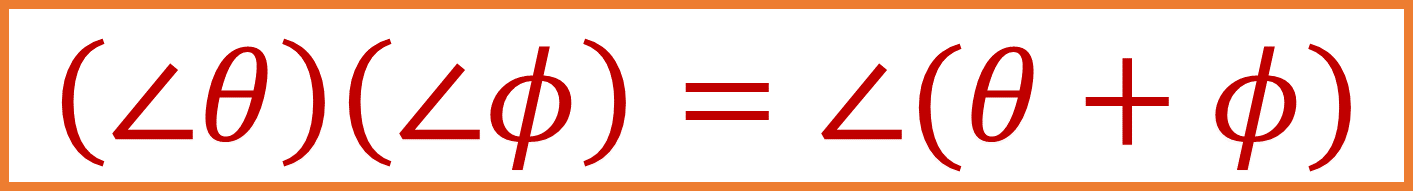 (∠θ)(∠ϕ) = ∠(θ + ϕ)